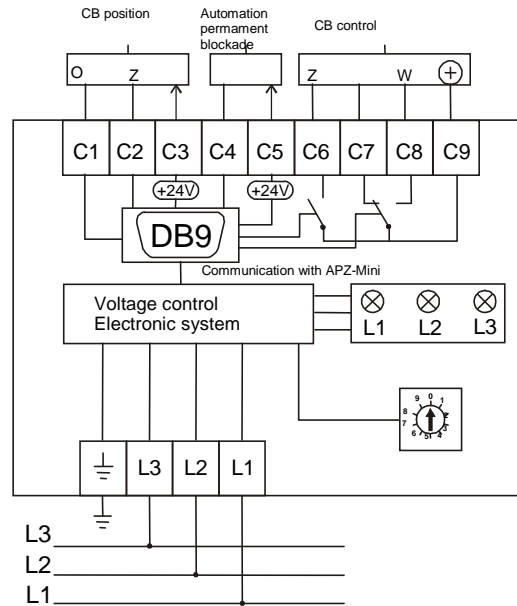 CB position
Automation
permament
blockade
CB control
O Z Z W +
C1 C2 C3 C4 C5 C6 C7 C8 C9
+24V +24V
DB9
Communication with APZ-Mini
Voltage control
Electronic system
L1 L2 L3
9 0 1
8 2
7 3
6 5 4
L3 L2 L1
L3
L2
L1